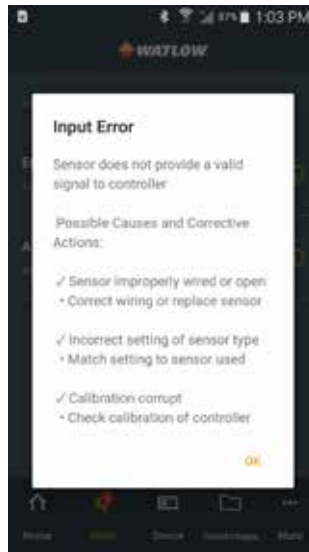 1:03 PM
WATLOW
Input Error
Sensor does not provide a valid
signal to controller
Possible Causes and Corrective
Actions:
✓ Sensor improperly wired or open
• Correct wiring or replace sensor
✓ Incorrect setting of sensor type
• Match setting to sensor used
✓ Calibration corrupt
• Check calibration of controller
OK